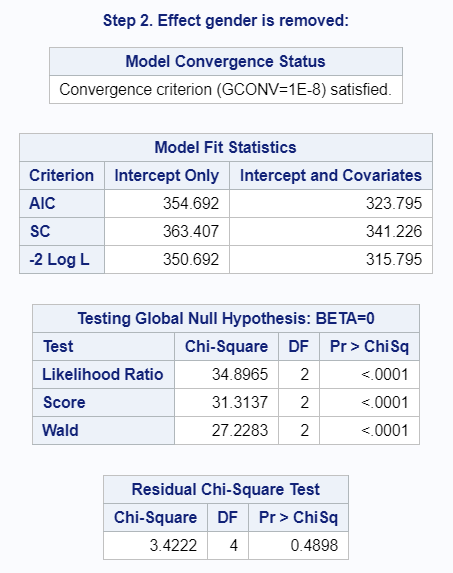 Step 2. Effect gender is removed:
Model Convergence Status
Convergence criterion (GCONV=1E-8) satisfied.
Model Fit Statistics
Criterion Intercept Only Intercept and Covariates
AIC 354.692 323.795
SC 363.407 341.226
-2 Log L 350.692 315.795
Testing Global Null Hypothesis: BETA=0
Test Chi-Square DF Pr > ChiSq
Likelihood Ratio 34.8965 2 <.0001
Score 31.3137 2 <.0001
Wald 27.2283 2 <.0001
Residual Chi-Square Test
Chi-Square DF Pr > ChiSq
3.4222 4 0.4898